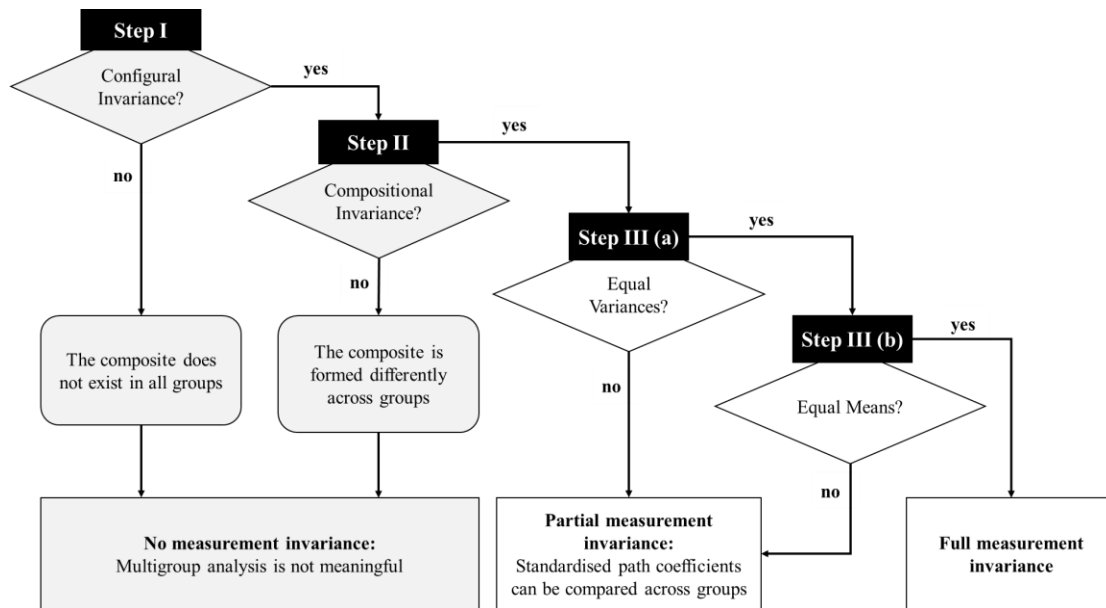 Step I
Configural
Invariance?
yes
no
Step II
Compositional
Invariance?
yes
no
Step III (a)
Equal
Variances?
yes
no
Step III (b)
Equal Means?
yes
no
The composite does
not exist in all groups
The composite is
formed differently
across groups
No measurement invariance:
Multigroup analysis is not meaningful
Partial measurement
invariance:
Standardised path coefficients
can be compared across groups
Full measurement
invariance